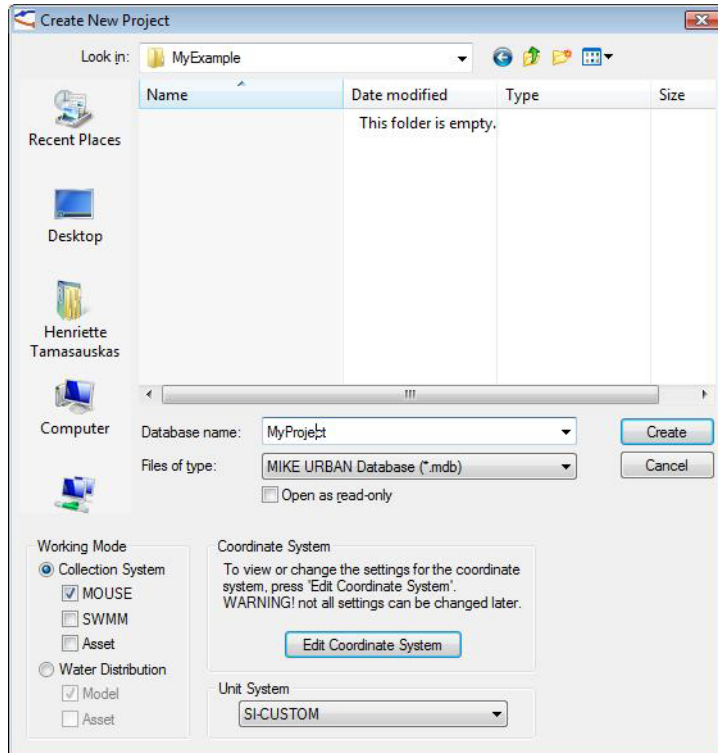 Create New Project
Look in: MyExample
Name Date modified Type Size
This folder is empty.
Recent Places
Desktop
Henriette
Tamasauskas
Computer
Database name: MyProject Create
Files of type: MIKE URBAN Database (*.mdb) Cancel
Open as read-only
Working Mode
Collection System
MOUSE
SWMM
Asset
Water Distribution
Model
Asset
Coordinate System
To view or change the settings for the coordinate
system, press 'Edit Coordinate System'.
WARNING! not all settings can be changed later.
Edit Coordinate System
Unit System
SI-CUSTOM